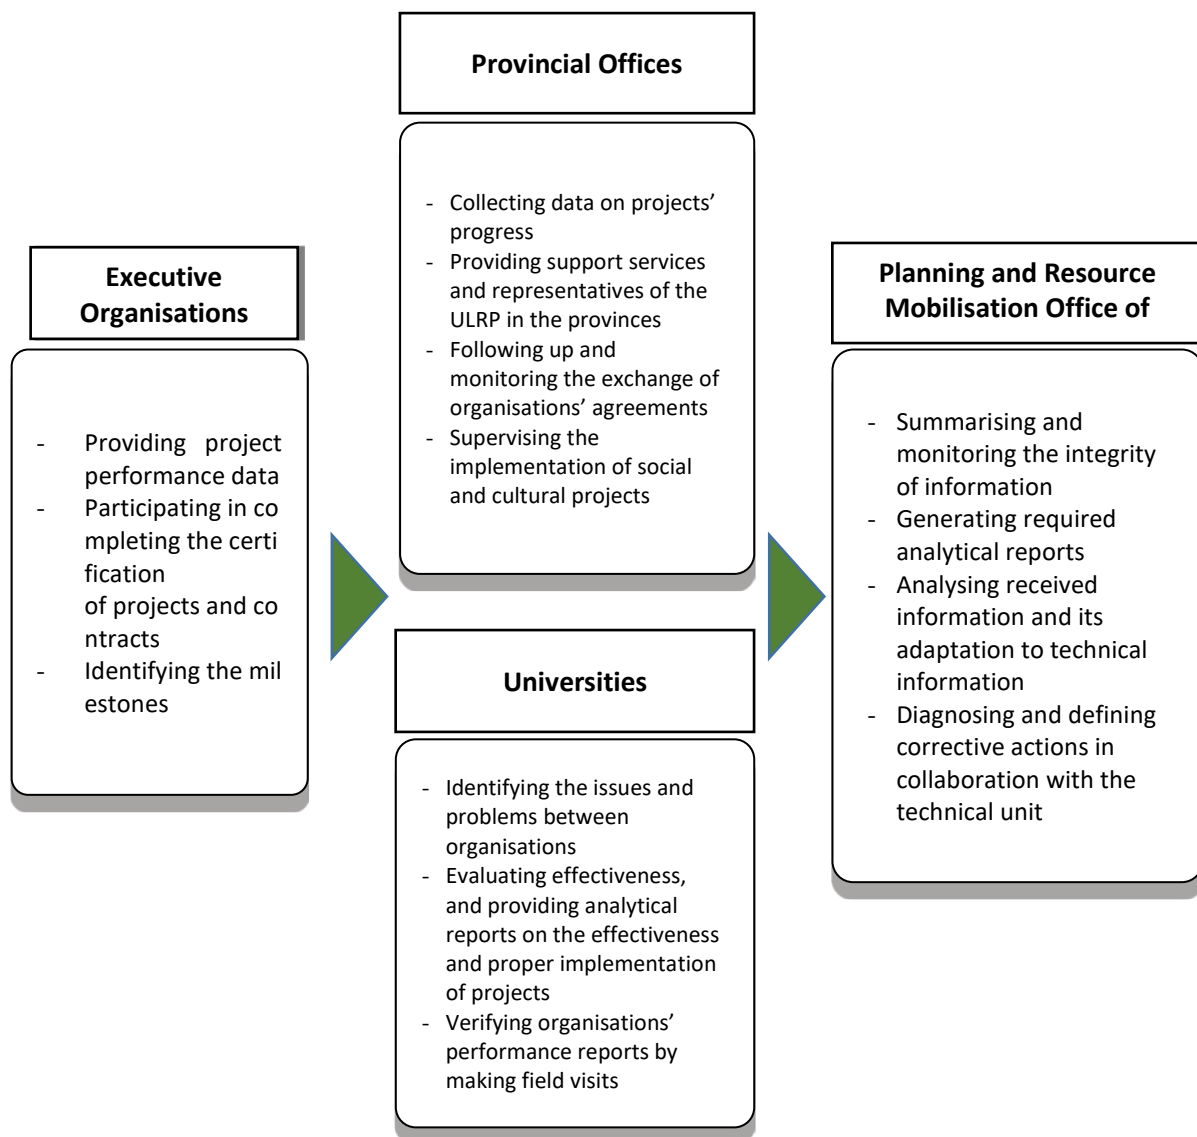 Executive
Organisations
- Providing project
performance data
- Participating in co
mpleting the certi
fication
of projects and co
ntracts
- Identifying the mil
estones
Provincial Offices
- Collecting data on projects’
progress
- Providing support services
and representatives of the
ULRP in the provinces
- Following up and
monitoring the exchange of
organisations’ agreements
- Supervising the
implementation of social
and cultural projects
Universities
- Identifying the issues and
problems between
organisations
- Evaluating effectiveness,
and providing analytical
reports on the effectiveness
and proper implementation
of projects
- Verifying organisations’
performance reports by
making field visits
Planning and Resource
Mobilisation Office of
- Summarising and
monitoring the integrity
of information
- Generating required
analytical reports
- Analysing received
information and its
adaptation to technical
information
- Diagnosing and defining
corrective actions in
collaboration with the
technical unit